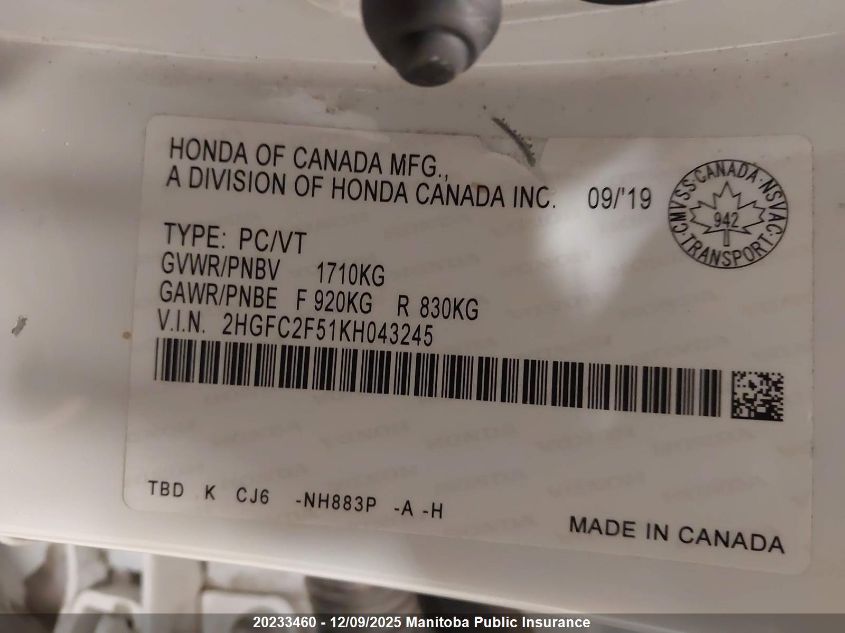 HONDA OF CANADA MFG.,
A DIVISION OF HONDA CANADA INC. 09/'19
CMVSS·CANADA·NSVAC
942
TRANSPORT
TYPE: PC/VT
GVWR/PNBV 1710KG
GAWR/PNBE F 920KG R 830KG
V.I.N. 2HGFC2F51KH043245
TBD K CJ6 -NH883P -A -H
MADE IN CANADA
20233460 - 12/09/2025 Manitoba Public Insurance